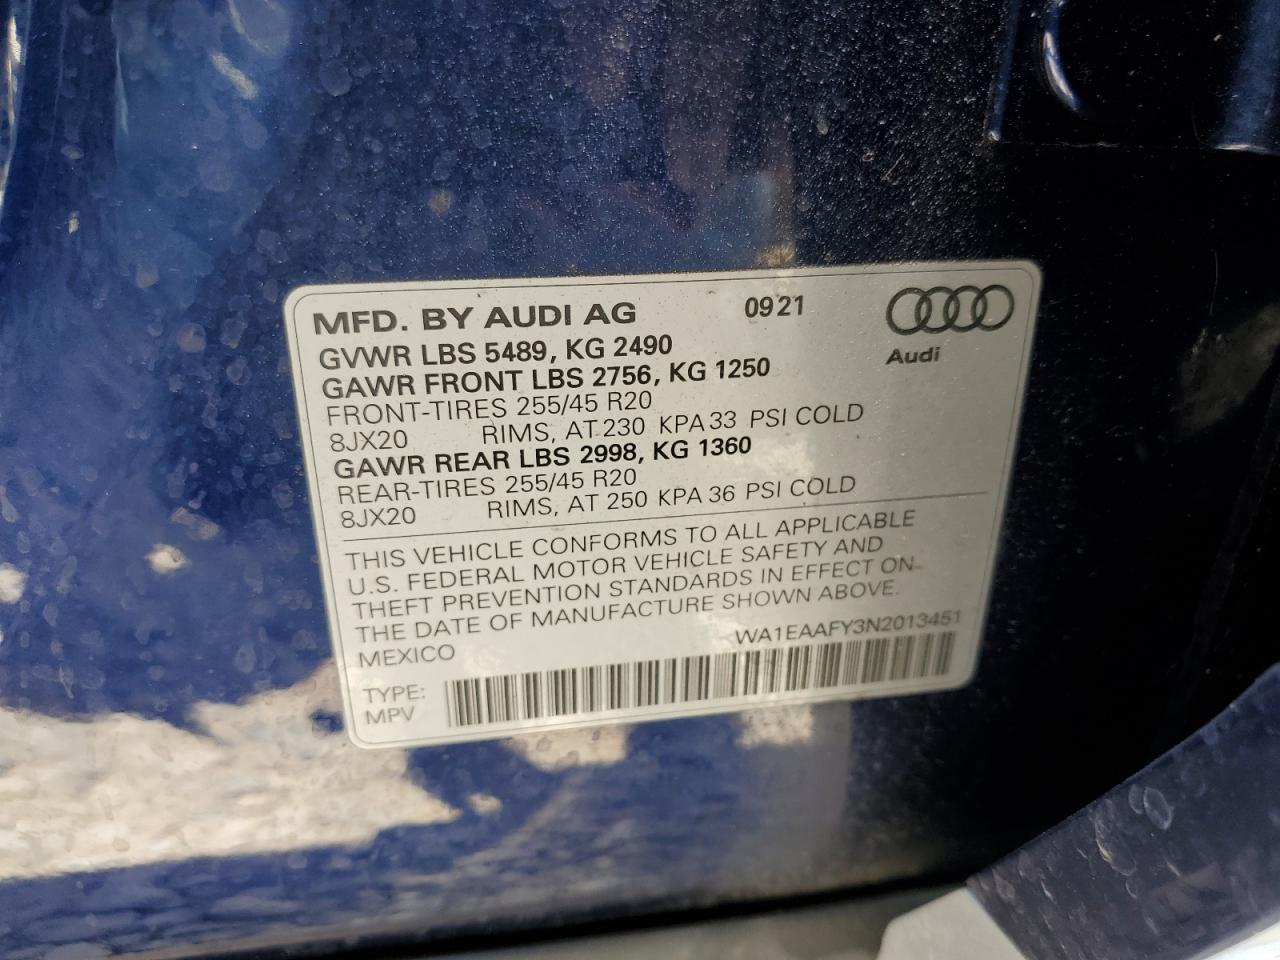 MFD. BY AUDI AG 0921
Audi
GVWR LBS 5489, KG 2490
GAWR FRONT LBS 2756, KG 1250
FRONT-TIRES 255/45 R20
8JX20 RIMS, AT 230 KPA 33 PSI COLD
GAWR REAR LBS 2998, KG 1360
REAR-TIRES 255/45 R20
8JX20 RIMS, AT 250 KPA 36 PSI COLD
THIS VEHICLE CONFORMS TO ALL APPLICABLE
U.S. FEDERAL MOTOR VEHICLE SAFETY AND
THEFT PREVENTION STANDARDS IN EFFECT ON
THE DATE OF MANUFACTURE SHOWN ABOVE.
MEXICO WA1EAAFY3N2013451
TYPE:
MPV